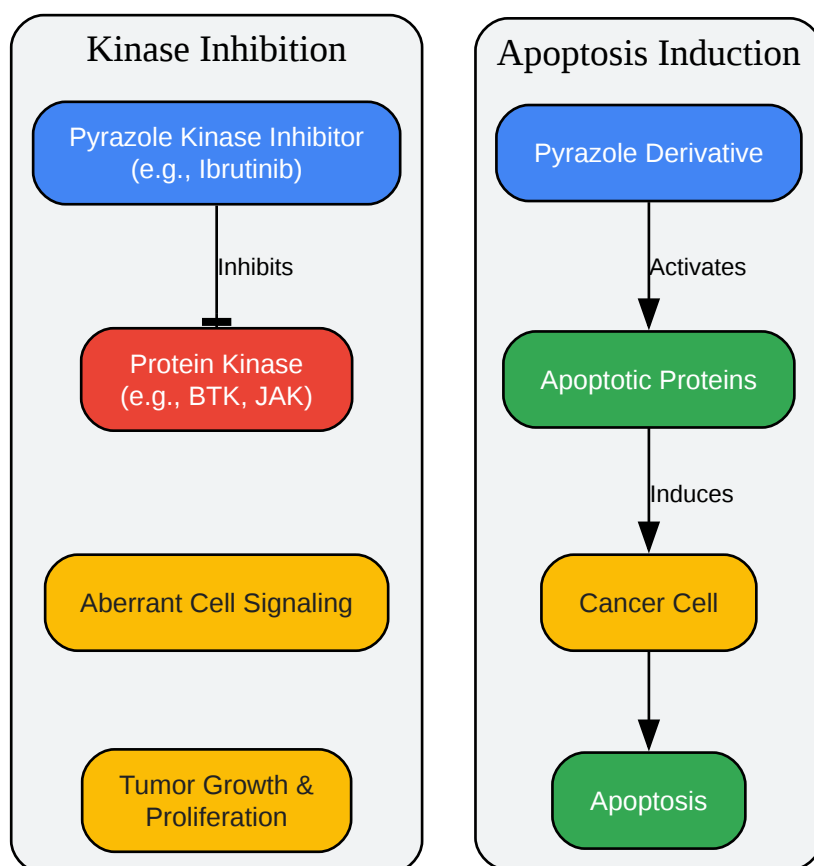 Kinase Inhibition
Pyrazole Kinase Inhibitor
(e.g., Ibrutinib)
Inhibits
Protein Kinase
(e.g., BTK, JAK)
Aberrant Cell Signaling
Tumor Growth &
Proliferation
Apoptosis Induction
Pyrazole Derivative
Activates
Apoptotic Proteins
Induces
Cancer Cell
Apoptosis